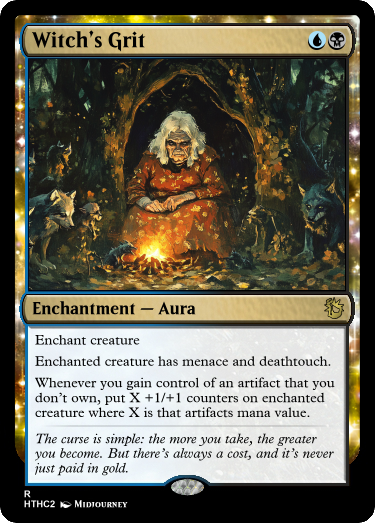 Witch's Grit
Enchantment — Aura
Enchant creature
Enchanted creature has menace and deathtouch.
Whenever you gain control of an artifact that you
don't own, put X +1/+1 counters on enchanted
creature where X is that artifacts mana value.
The curse is simple: the more you take, the greater
you become. But there's always a cost, and it's never
just paid in gold.
R
HTHC2 Midjourney